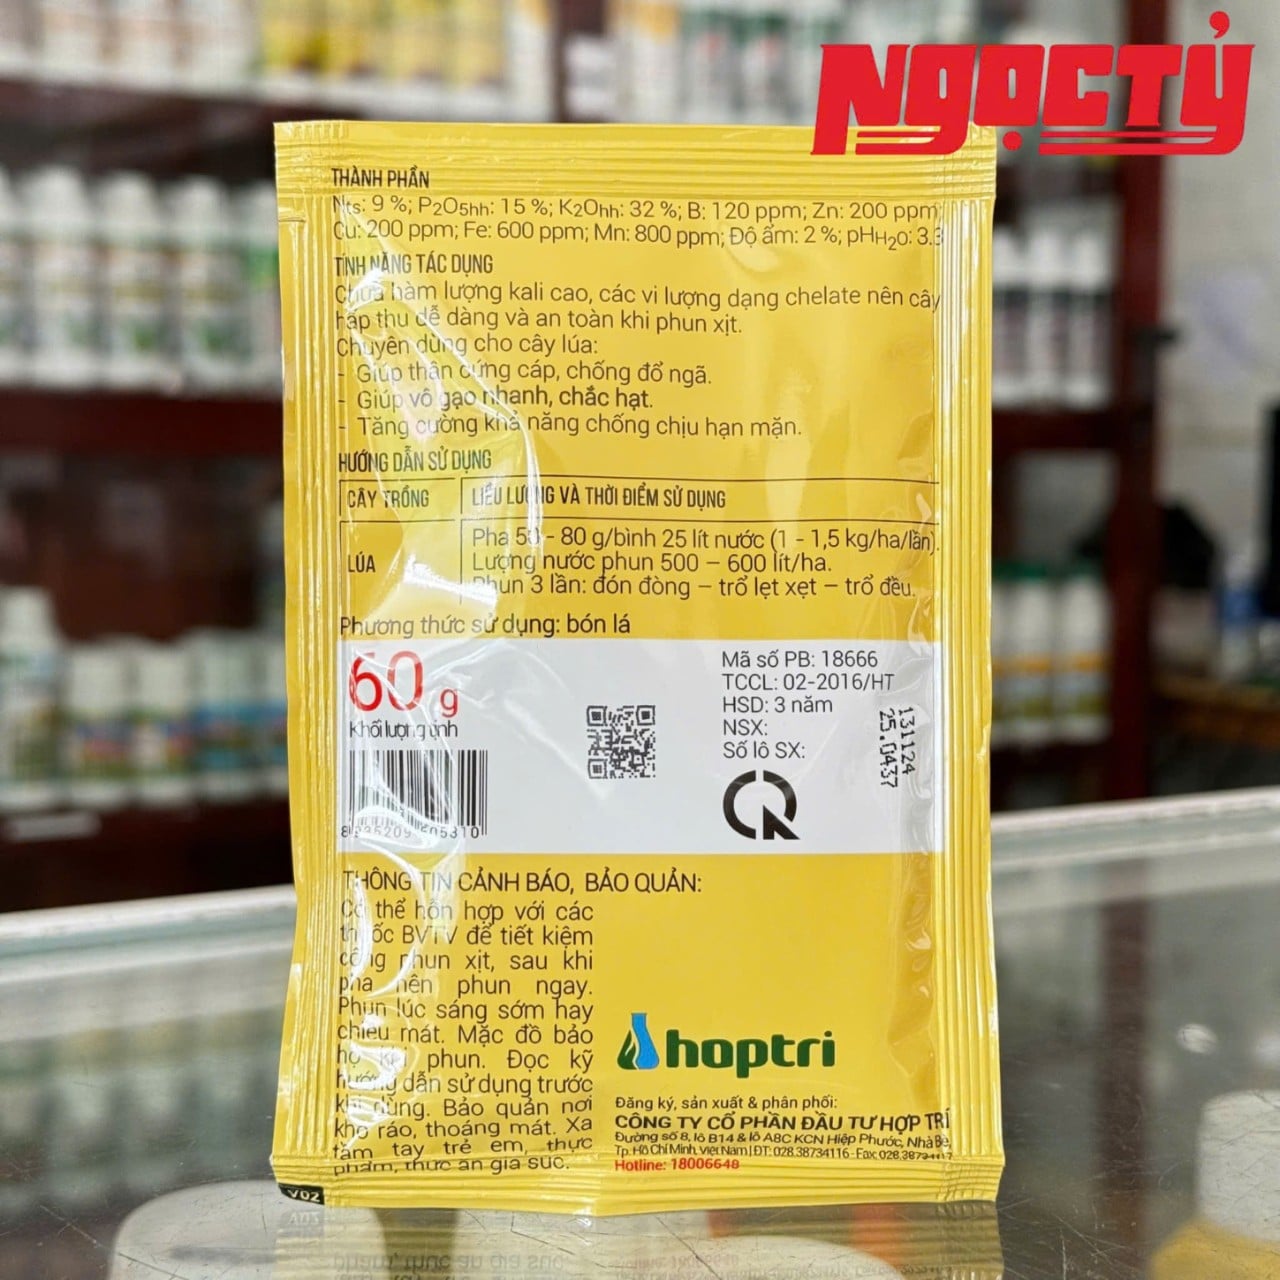 NGỌC TỶ
THÀNH PHẦN
Nts: 9 %; P2O5hh: 15 %; K2Ohh: 32 %; B: 120 ppm; Zn: 200 ppm;
Cu: 200 ppm; Fe: 600 ppm; Mn: 800 ppm; Độ ẩm: 2 %; pHH2O: 3.3
TÍNH NĂNG TÁC DỤNG
Chứa hàm lượng kali cao, các vi lượng dạng chelate nên cây
hấp thu dễ dàng và an toàn khi phun xịt.
Chuyên dùng cho cây lúa:
- Giúp thân cứng cáp, chống đổ ngã.
- Giúp vô gạo nhanh, chắc hạt.
- Tăng cường khả năng chống chịu hạn mặn.
HƯỚNG DẪN SỬ DỤNG
CÂY TRỒNG LIỀU LƯỢNG VÀ THỜI ĐIỂM SỬ DỤNG
LÚA
Pha 50 - 80 g/bình 25 lít nước (1 - 1,5 kg/ha/lần).
Lượng nước phun 500 – 600 lít/ha.
Phun 3 lần: đón đòng – trổ lẹt xẹt – trổ đều.
Phương thức sử dụng: bón lá
60 g
Khối lượng tịnh
Mã số PB: 18666
TCCL: 02-2016/HT
HSD: 3 năm
NSX:
Số lô SX:
131124
25.0437
THÔNG TIN CẢNH BÁO, BẢO QUẢN:
Có thể hỗn hợp với các
thuốc BVTV để tiết kiệm
công phun xịt, sau khi
pha nên phun ngay.
Phun lúc sáng sớm hay
chiều mát. Mặc đồ bảo
hộ khi phun. Đọc kỹ
hướng dẫn sử dụng trước
khi dùng. Bảo quản nơi
khô ráo, thoáng mát. Xa
tầm tay trẻ em, thực
phẩm, thức ăn gia súc.
hoptri
Đăng ký, sản xuất & phân phối:
CÔNG TY CỔ PHẦN ĐẦU TƯ HỢP TRÍ
Đường số 8, lô B14 & lô ABC KCN Hiệp Phước, Nhà Bè,
Tp. Hồ Chí Minh, Việt Nam | ĐT: 028.38734116 - Fax: 028.38734117
Hotline: 18006648
V02